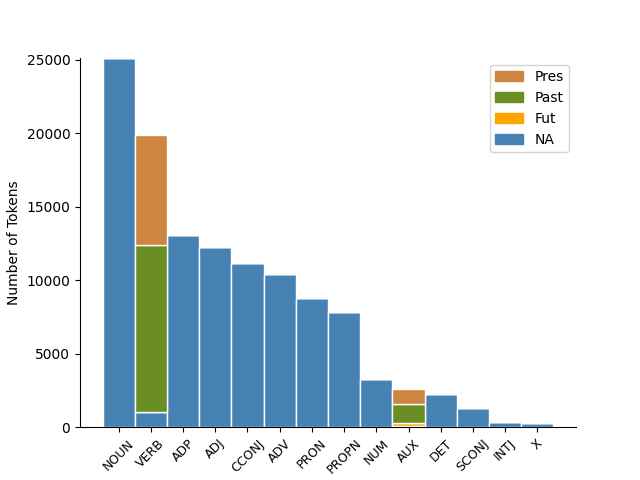 25000
20000
15000
10000
5000
0
Number of Tokens
Pres
Past
Fut
NA
NOUN
VERB
ADP
ADJ
CCONJ
ADV
PRON
PROPN
NUM
AUX
DET
SCONJ
INTJ
X